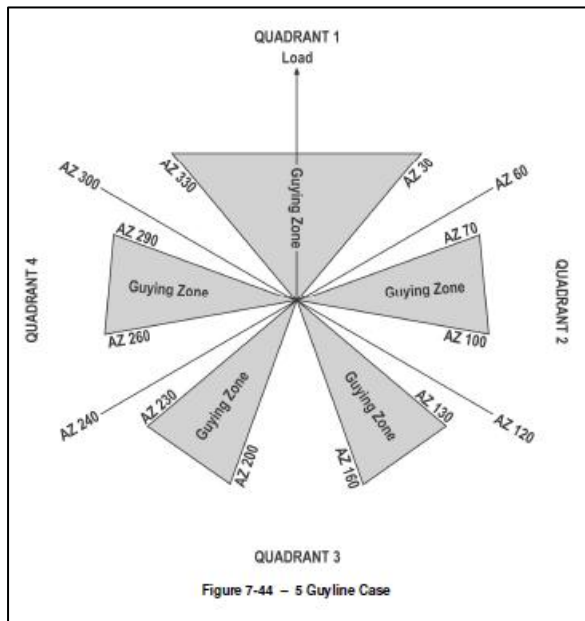 QUADRANT 1
Load
AZ 330
Guying Zone
AZ 30
AZ 300
AZ 60
AZ 290
AZ 70
QUADRANT 4
Guying Zone
Guying Zone
QUADRANT 2
AZ 260
AZ 100
AZ 240
AZ 230
Guying Zone
Guying Zone
AZ 130
AZ 120
AZ 200
AZ 160
QUADRANT 3
Figure 7-44 – 5 Guyline Case